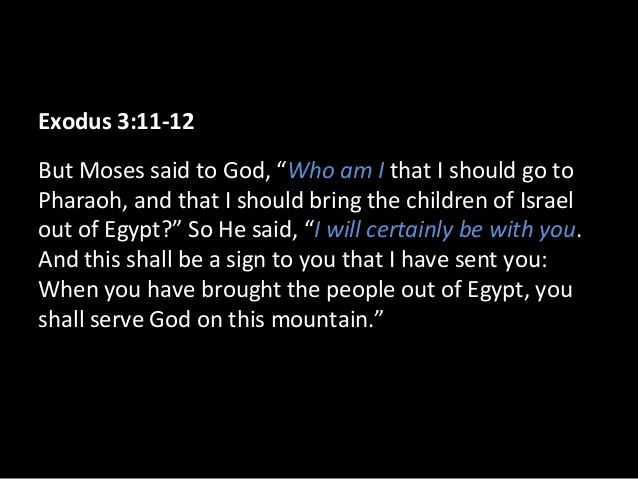 Exodus 3:11-12
But Moses said to God, “Who am I that I should go to
Pharaoh, and that I should bring the children of Israel
out of Egypt?” So He said, “I will certainly be with you.
And this shall be a sign to you that I have sent you:
When you have brought the people out of Egypt, you
shall serve God on this mountain.”